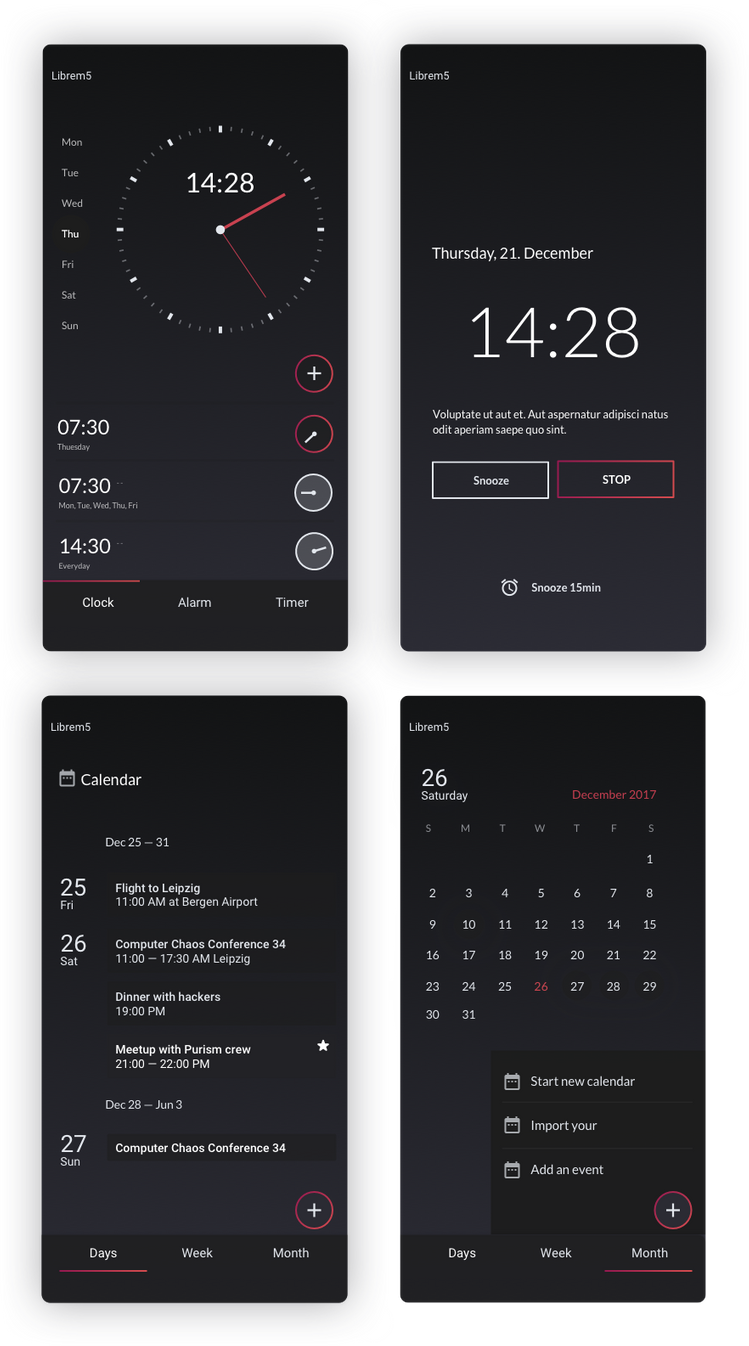 Librem5
14:28
Mon
Tue
Wed
Thu
Fri
Sat
Sun
07:30
Thuesday
07:30 --
Mon, Tue, Wed, Thu, Fri
14:30 --
Everyday
Clock Alarm Timer
Librem5
Thursday, 21. December
14:28
Voluptate ut aut et. Aut aspernatur adipisci natus
odit aperiam saepe quo sint.
Snooze STOP
Snooze 15min
Librem5
Calendar
Dec 25 — 31
25
Fri
Flight to Leipzig
11:00 AM at Bergen Airport
26
Sat
Computer Chaos Conference 34
11:00 — 17:30 AM Leipzig
Dinner with hackers
19:00 PM
Meetup with Purism crew
21:00 — 22:00 PM
Dec 28 — Jun 3
27
Sun
Computer Chaos Conference 34
Days Week Month
Librem5
26
Saturday
December 2017
S M T W T F S
1
2 3 4 5 6 7 8
9 10 11 12 13 14 15
16 17 18 19 20 21 22
23 24 25 26 27 28 29
30 31
Start new calendar
Import your
Add an event
Days Week Month